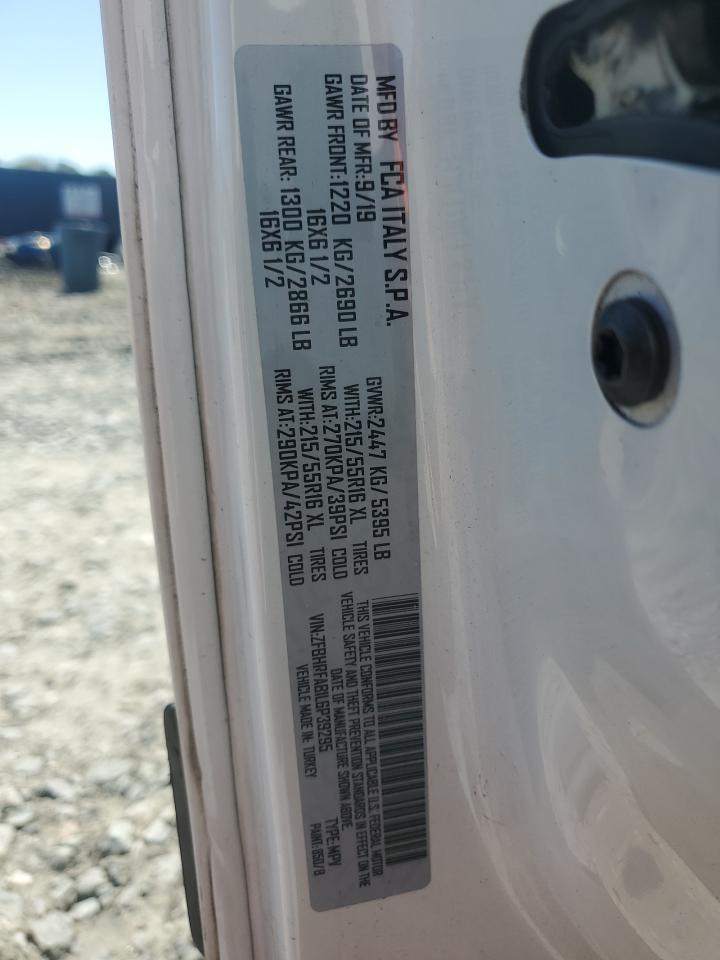 MFD BY FCA ITALY S.P.A.
DATE OF MFR:9/19 GVWR:2447 KG/5395 LB
GAWR FRONT:1220 KG/2690 LB WITH:215/55R16 XL TIRES
16X6 1/2 RIMS AT:270KPA/39PSI COLD
GAWR REAR: 1300 KG/2866 LB WITH:215/55R16 XL TIRES
16X6 1/2 RIMS AT:290KPA/42PSI COLD
THIS VEHICLE CONFORMS TO ALL APPLICABLE U.S. FEDERAL MOTOR
VEHICLE SAFETY AND THEFT PREVENTION STANDARDS IN EFFECT ON THE
DATE OF MANUFACTURE SHOWN ABOVE.
VIN:ZFBHRFAB1L6P39295 TYPE:MPV
VEHICLE MADE IN: TURKEY PAINT: 050/B